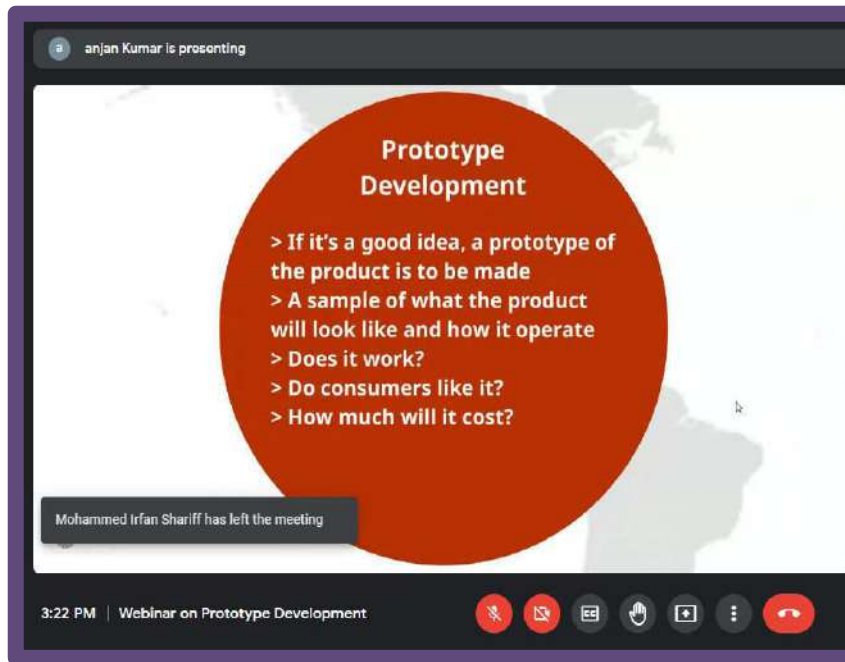 a anjan Kumar is presenting
Prototype
Development
> If it's a good idea, a prototype of
the product is to be made
> A sample of what the product
will look like and how it operate
> Does it work?
> Do consumers like it?
> How much will it cost?
Mohammed Irfan Shariff has left the meeting
3:22 PM | Webinar on Prototype Development
CC